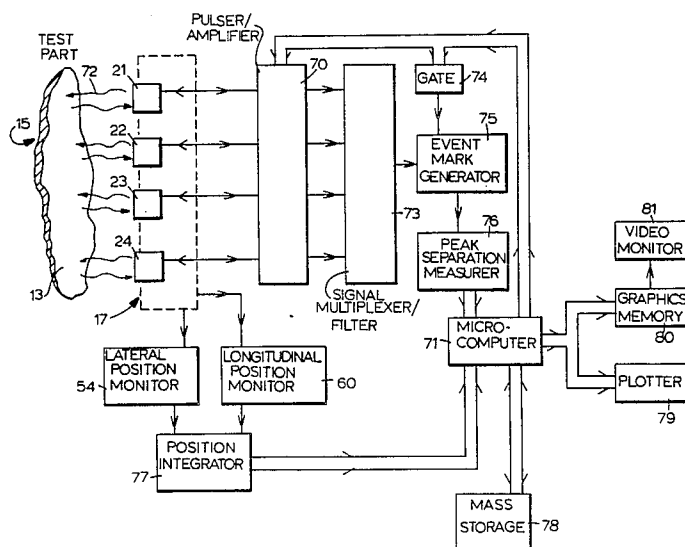 PULSER/
AMPLIFIER
TEST
PART
72
21
70
GATE
74
15
22
75
EVENT
MARK
GENERATOR
23
73
76
PEAK
SEPARATION
MEASURER
81
VIDEO
MONITOR
24
13
17
SIGNAL
MULTIPLEXER/
FILTER
GRAPHICS
MEMORY
80
71
MICRO-
COMPUTER
LATERAL
POSITION
MONITOR
54
LONGITUDINAL
POSITION
MONITOR
60
PLOTTER
79
POSITION
INTEGRATOR
77
MASS
STORAGE
78